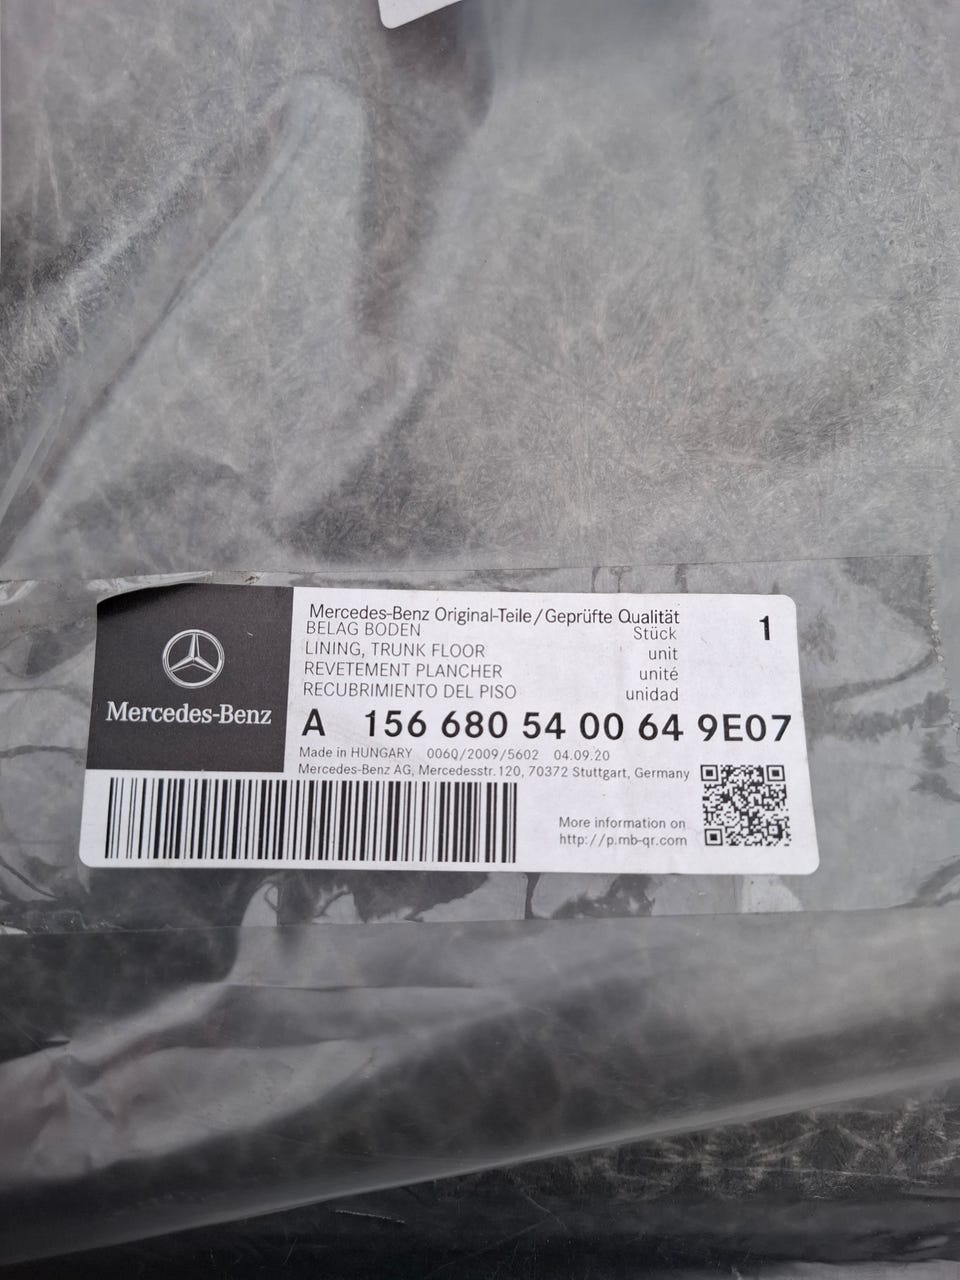 Mercedes-Benz
Mercedes-Benz Original-Teile/Geprüfte Qualität
1
BELAG BODEN Stück
LINING, TRUNK FLOOR unit
REVETEMENT PLANCHER unité
RECUBRIMIENTO DEL PISO unidad
A 156 680 54 00 64 9E07
Made in HUNGARY 006Q/2009/5602 04.09.20
Mercedes-Benz AG, Mercedesstr. 120, 70372 Stuttgart, Germany
More information on
http://p.mb-qr.com